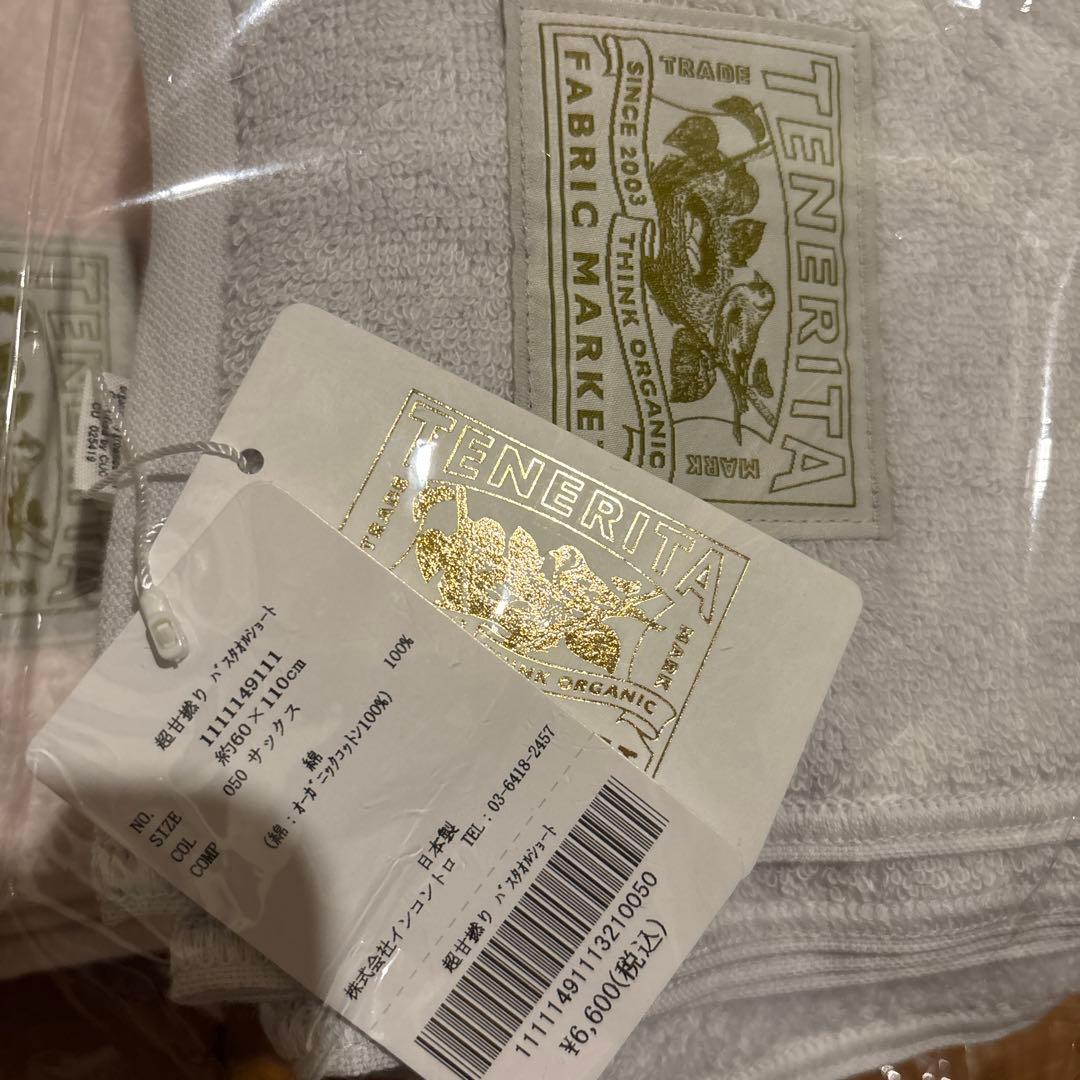 TENERITA
TRADE
MARK
SINCE 2003
THINK ORGANIC
FABRIC MARKE
TENERITA
TRADE
MARK
ORGANIC
超甘撚り バスタオルショート
NO. 1111149111
SIZE 約60×110cm
COL 050 サックス
COMP 綿 100%
(綿:オーガニックコットン100%)
日本製
株式会社インコントロ TEL:03-6418-2457
超甘撚り バスタオルショート
11111491113210050
¥6,600(税込)
CU 025419